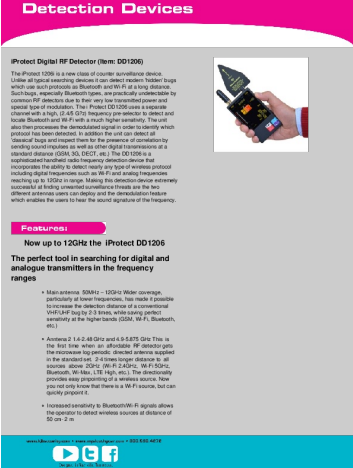 Detection Devices
iProtect Digital RF Detector (Item: DD1206)
The iProtect 1206i is a new class of counter surveillance device.
Unlike all typical searching devices it can detect modern 'hidden' bugs
which use such protocols as Bluetooth and Wi-Fi at a long distance.
Such bugs, especially Bluetooth types, are practically undetectable by
common RF detectors due to their very low transmitted power and
special type of modulation. The iProtect DD1206 uses a separate
channel with a high, (2.4/5 GHz) frequency pre-selector to detect and
locate Bluetooth and Wi-Fi with a much higher sensitivity. The unit
also then processes the demodulated signal in order to identify which
protocol has been detected. In addition the unit can detect all
'classical' bugs and inspect them for the presence of correlation by
sending sound impulses as well as other digital transmissions at a
standard distance (GSM, 3G, DECT, etc.) The DD1206 is a
sophisticated handheld radio frequency detection device that
incorporates the ability to detect nearly any type of wireless protocol
including digital frequencies such as Wi-Fi and analog frequencies
reaching up to 12Ghz in range. Making this detection device extremely
successful at finding unwanted surveillance threats are the two
different antennas users can deploy and the demodulation feature
which enables the users to hear the sound signature of the frequency.
Features:
Now up to 12GHz the iProtect DD1206
The perfect tool in searching for digital and
analogue transmitters in the frequency
ranges
• Main antenna 50MHz – 12GHz Wider coverage,
particularly at lower frequencies, has made it possible
to increase the detection distance of a conventional
VHF/UHF bug by 2-3 times, while saving perfect
sensitivity at the higher bands (GSM, Wi-Fi, Bluetooth,
etc.)
• Antenna 2 1.4-2.48 GHz and 4.9-5.875 GHz This is
the first time when an affordable RF detector gets
the microwave log-periodic directed antenna supplied
in the standard set. 2-4 times longer distance to all
sources above 2GHz (Wi-Fi 2.4GHz, Wi-Fi 5GHz,
Bluetooth, Wi-Max, LTE High, etc.). The directionality
provides easy pinpointing of a wireless source. Now
you not only know that there is a Wi-Fi source, but can
quickly pinpoint it.
• Increased sensitivity to Bluetooth/Wi-Fi signals allows
the operator to detect wireless sources at distance of
50 cm - 2 m